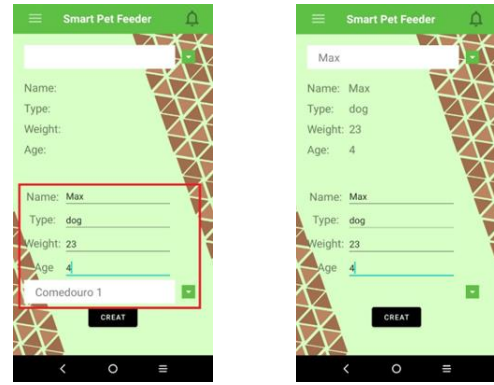 Smart Pet Feeder
Name:
Type:
Weight:
Age:
Name: Max
Type: dog
Weight: 23
Age 4
Comedouro 1
CREAT
Smart Pet Feeder
Max
Name: Max
Type: dog
Weight: 23
Age: 4
Name: Max
Type: dog
Weight: 23
Age 4
CREAT